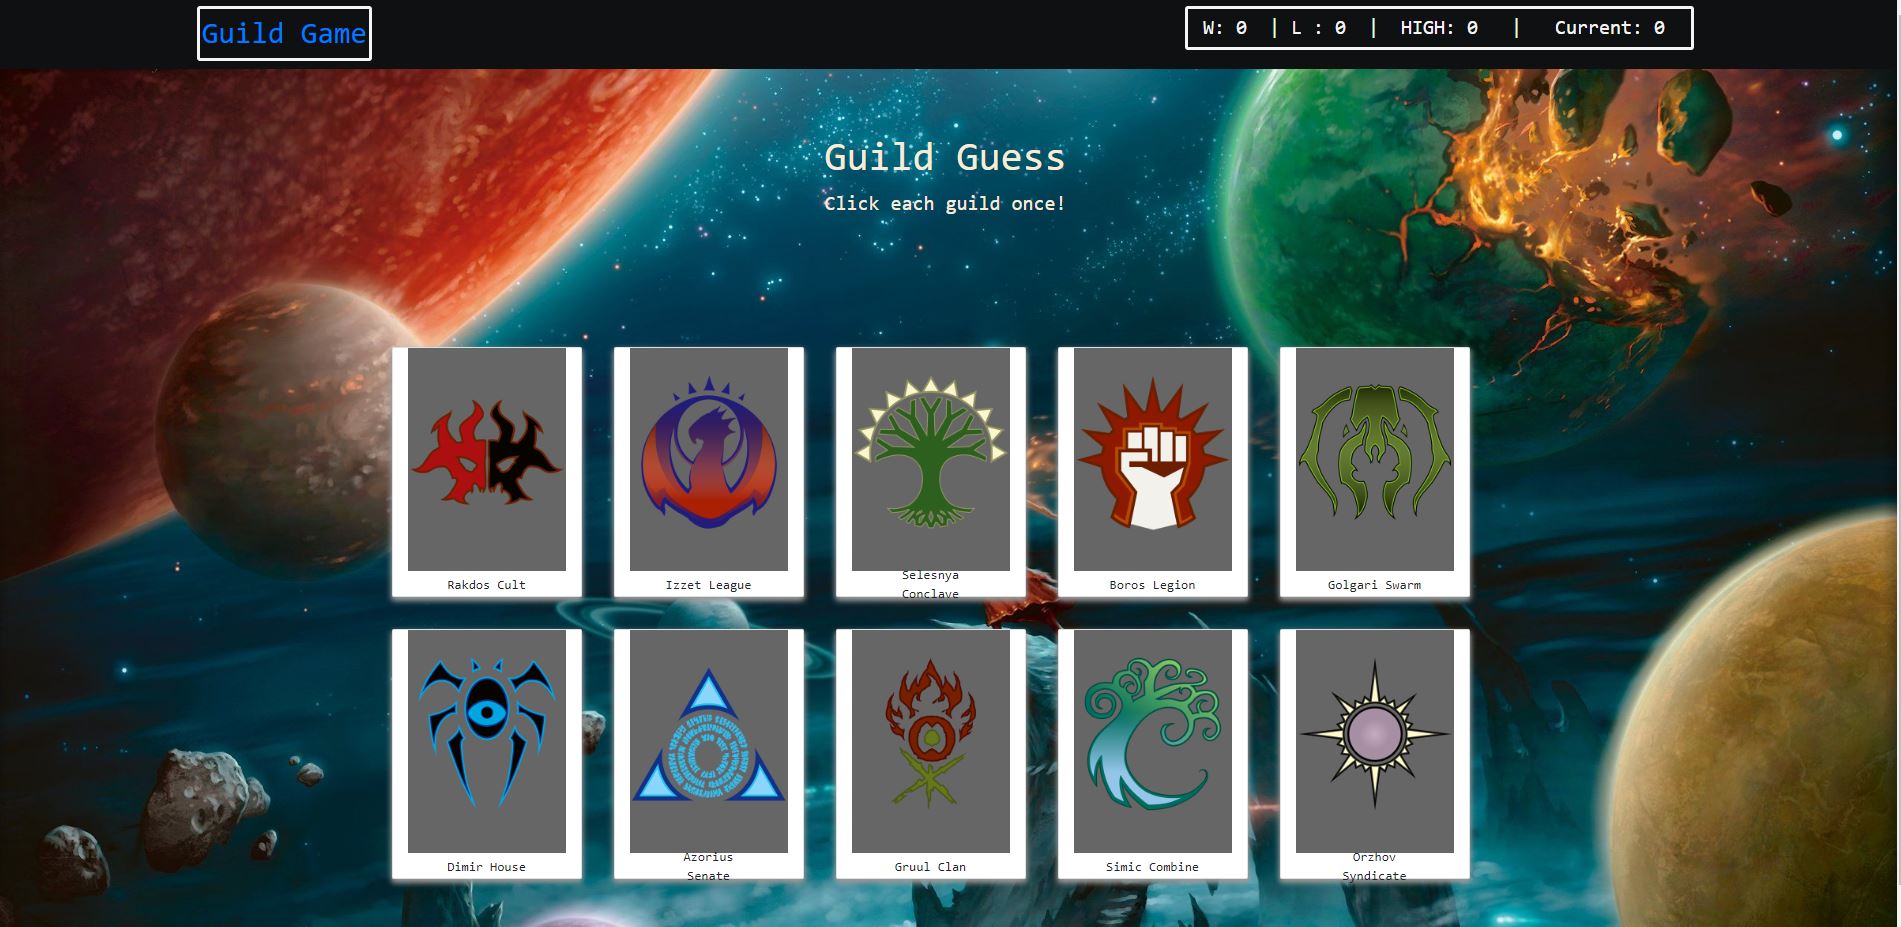 Guild Game
W: 0 | L : 0 | HIGH: 0 | Current: 0
Guild Guess
Click each guild once!
Rakdos Cult
Izzet League
Selesnya
Conclave
Boros Legion
Golgari Swarm
Dimir House
Azorius
Senate
Gruul Clan
Simic Combine
Orzhov
Syndicate